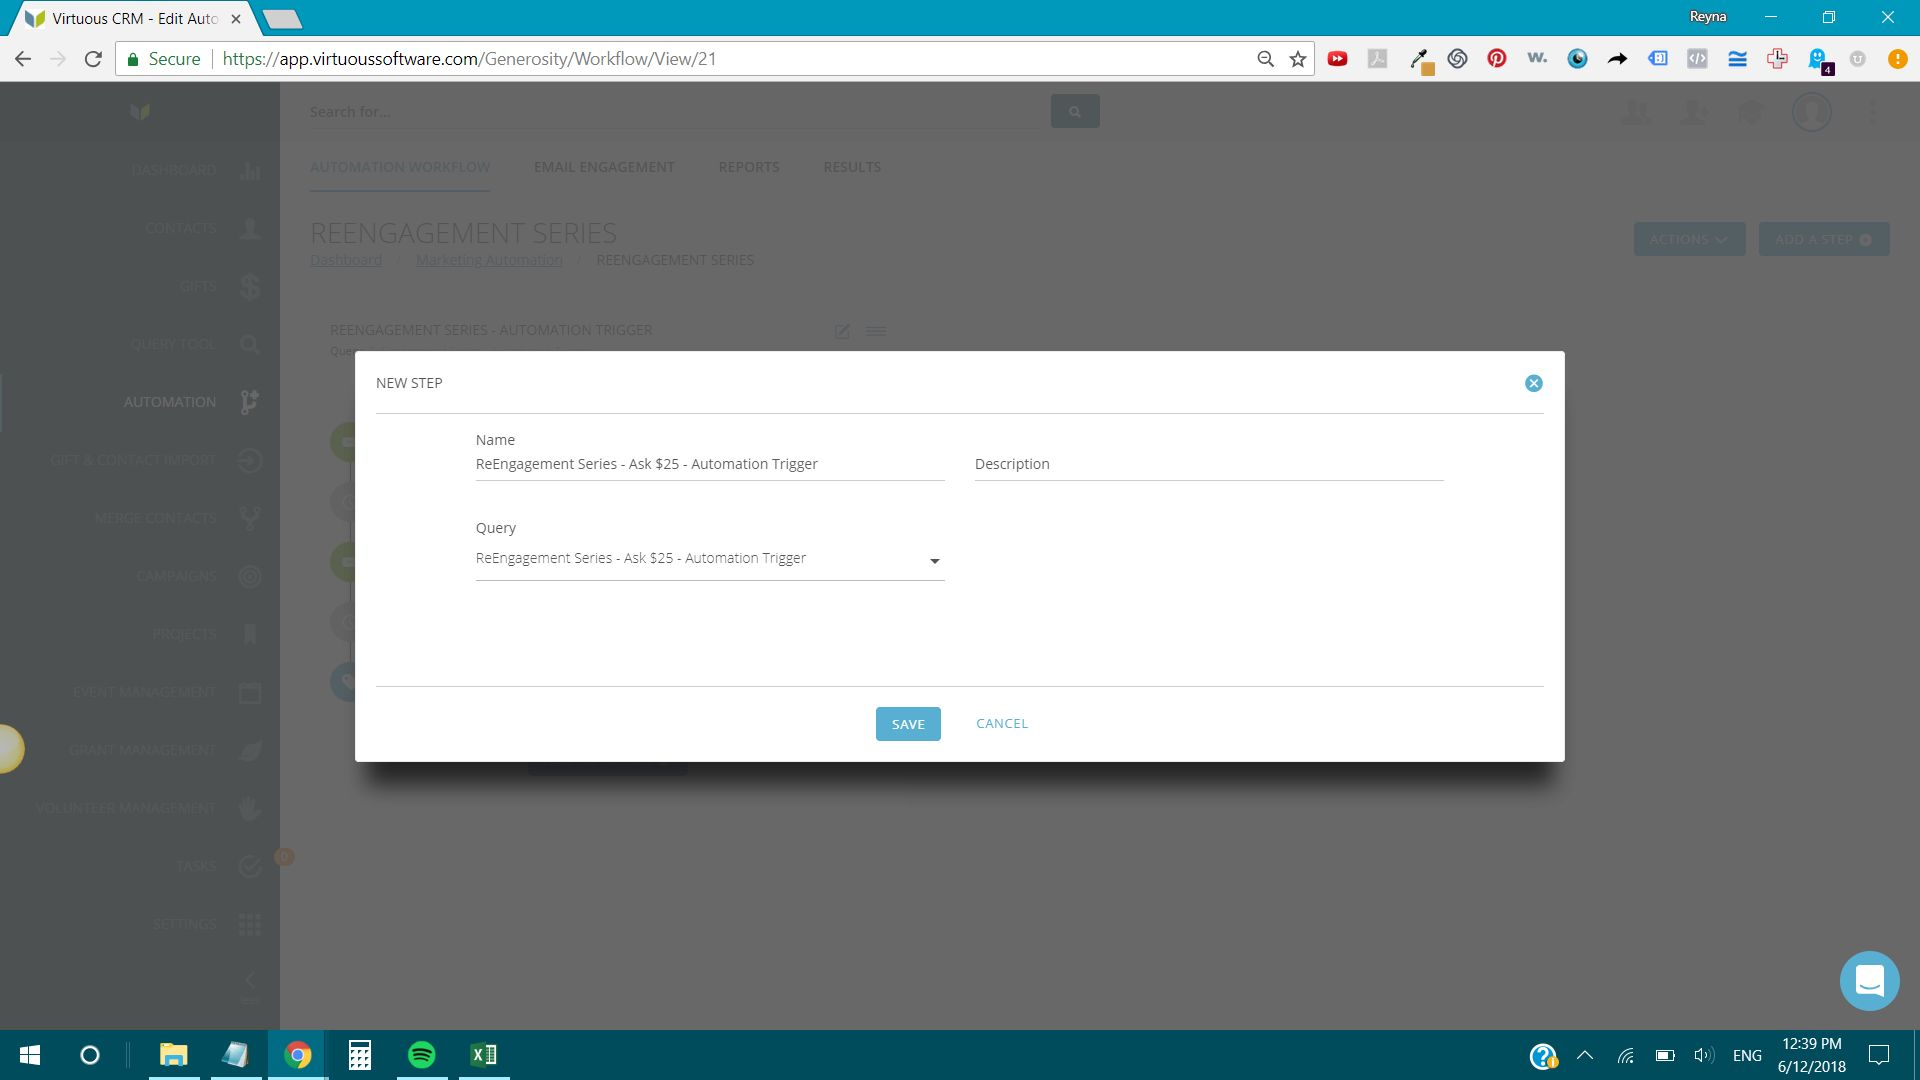 Virtuous CRM - Edit Auto
Reyna
Secure
https://app.virtuoussoftware.com/Generosity/Workflow/View/21
4
Search for...
DASHBOARD
CONTACTS
GIFTS
QUERY TOOL
AUTOMATION
GIFT & CONTACT IMPORT
MERGE CONTACTS
CAMPAIGNS
PROJECTS
EVENT MANAGEMENT
GRANT MANAGEMENT
VOLUNTEER MANAGEMENT
TASKS
0
SETTINGS
AUTOMATION WORKFLOW EMAIL ENGAGEMENT REPORTS RESULTS
REENGAGEMENT SERIES
ACTIONS
ADD A STEP
Dashboard / Marketing Automation / REENGAGEMENT SERIES
REENGAGEMENT SERIES - AUTOMATION TRIGGER
NEW STEP
Name
ReEngagement Series - Ask $25 - Automation Trigger
Description
Query
ReEngagement Series - Ask $25 - Automation Trigger
SAVE
CANCEL
ENG
12:39 PM
6/12/2018